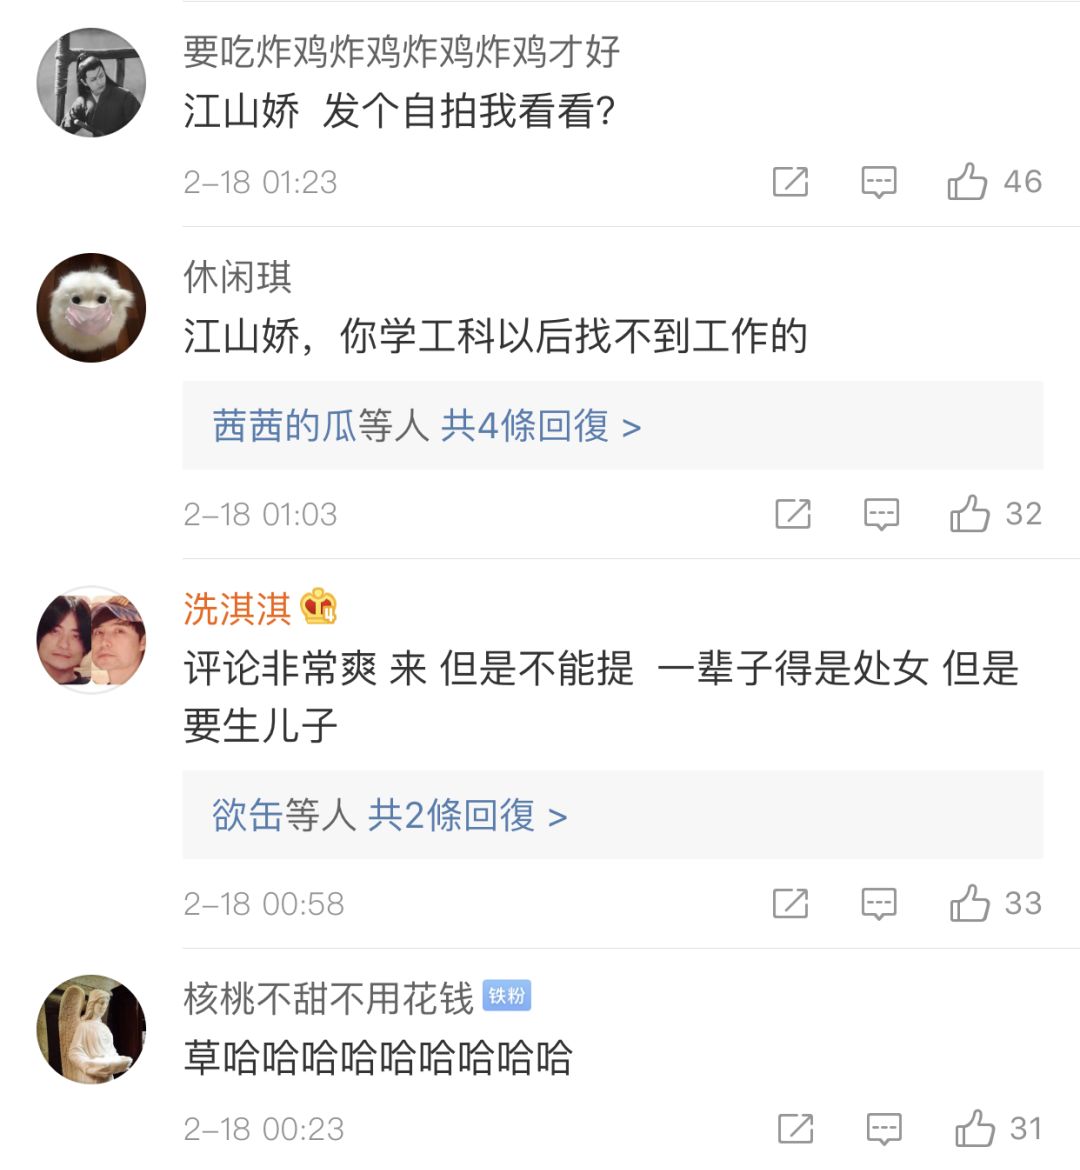 要吃炸鸡炸鸡炸鸡炸鸡才好
江山娇  发个自拍我看看?
2-18 01:23
46
休闲琪
江山娇，你学工科以后找不到工作的
茜茜的瓜等人 共4條回復 >
2-18 01:03
32
洗淇淇 4
评论非常爽 来 但是不能提  一辈子得是处女 但是
要生儿子
欲缶等人 共2條回復 >
2-18 00:58
33
核桃不甜不用花钱 铁粉
草哈哈哈哈哈哈哈哈哈
2-18 00:23
31